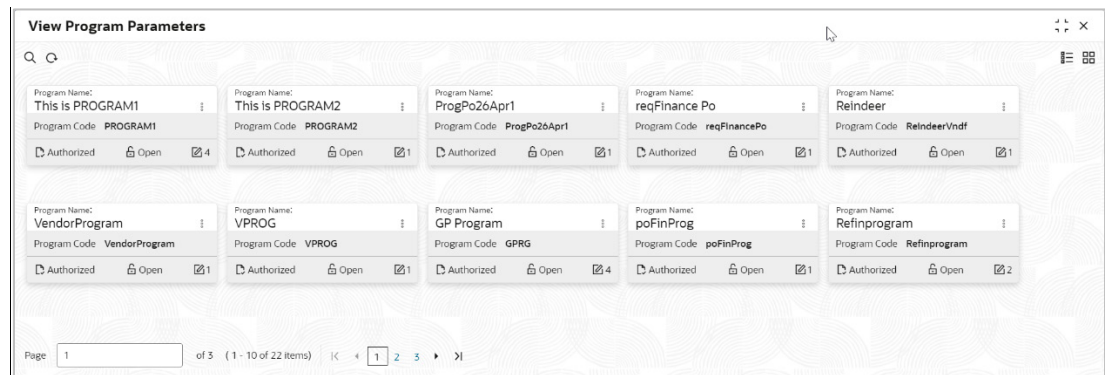 View Program Parameters
Program Name: Program Name: Program Name: Program Name: Program Name:
This is PROGRAM1 This is PROGRAM2 ProgPo26Apr1 reqFinance Po Reindeer
Program Code PROGRAM1 Program Code PROGRAM2 Program Code ProgPo26Apr1 Program Code reqFinancePo Program Code ReindeerVndf
Authorized Open 4 Authorized Open 1 Authorized Open 1 Authorized Open 1 Authorized Open 1
Program Name: Program Name: Program Name: Program Name: Program Name:
VendorProgram VPROG GP Program poFinProg Refinprogram
Program Code VendorProgram Program Code VPROG Program Code GPRG Program Code poFinProg Program Code Refinprogram
Authorized Open 1 Authorized Open 1 Authorized Open 4 Authorized Open 1 Authorized Open 2
Page 1 of 3 (1 - 10 of 22 items) 1 2 3